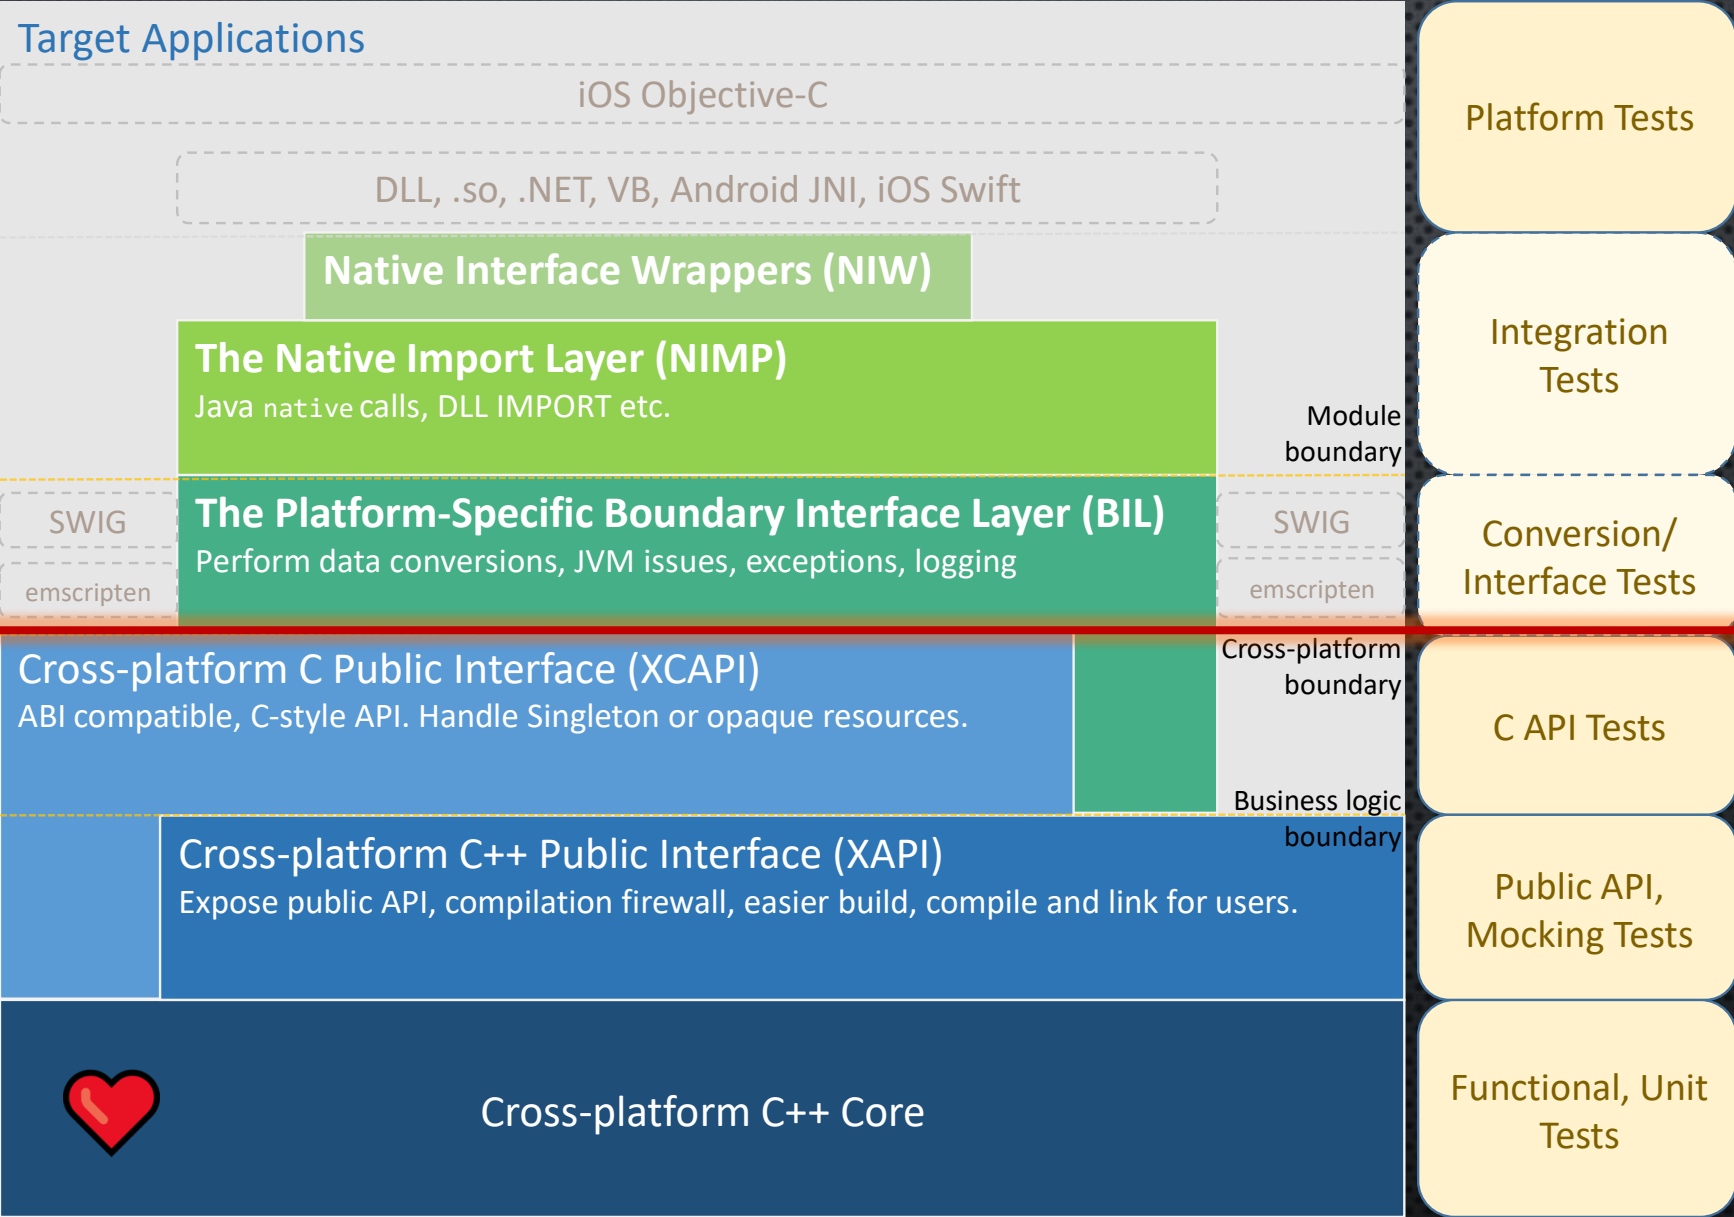 Target Applications
iOS Objective-C
DLL, .so, .NET, VB, Android JNI, iOS Swift
Native Interface Wrappers (NIW)
The Native Import Layer (NIMP)
Java native calls, DLL IMPORT etc.
Module
boundary
SWIG
emscripten
The Platform-Specific Boundary Interface Layer (BIL)
Perform data conversions, JVM issues, exceptions, logging
SWIG
emscripten
Cross-platform C Public Interface (XCAPI)
ABI compatible, C-style API. Handle Singleton or opaque resources.
Cross-platform
boundary
Business logic
boundary
Cross-platform C++ Public Interface (XAPI)
Expose public API, compilation firewall, easier build, compile and link for users.
Cross-platform C++ Core
Platform Tests
Integration
Tests
Conversion/
Interface Tests
C API Tests
Public API,
Mocking Tests
Functional, Unit
Tests